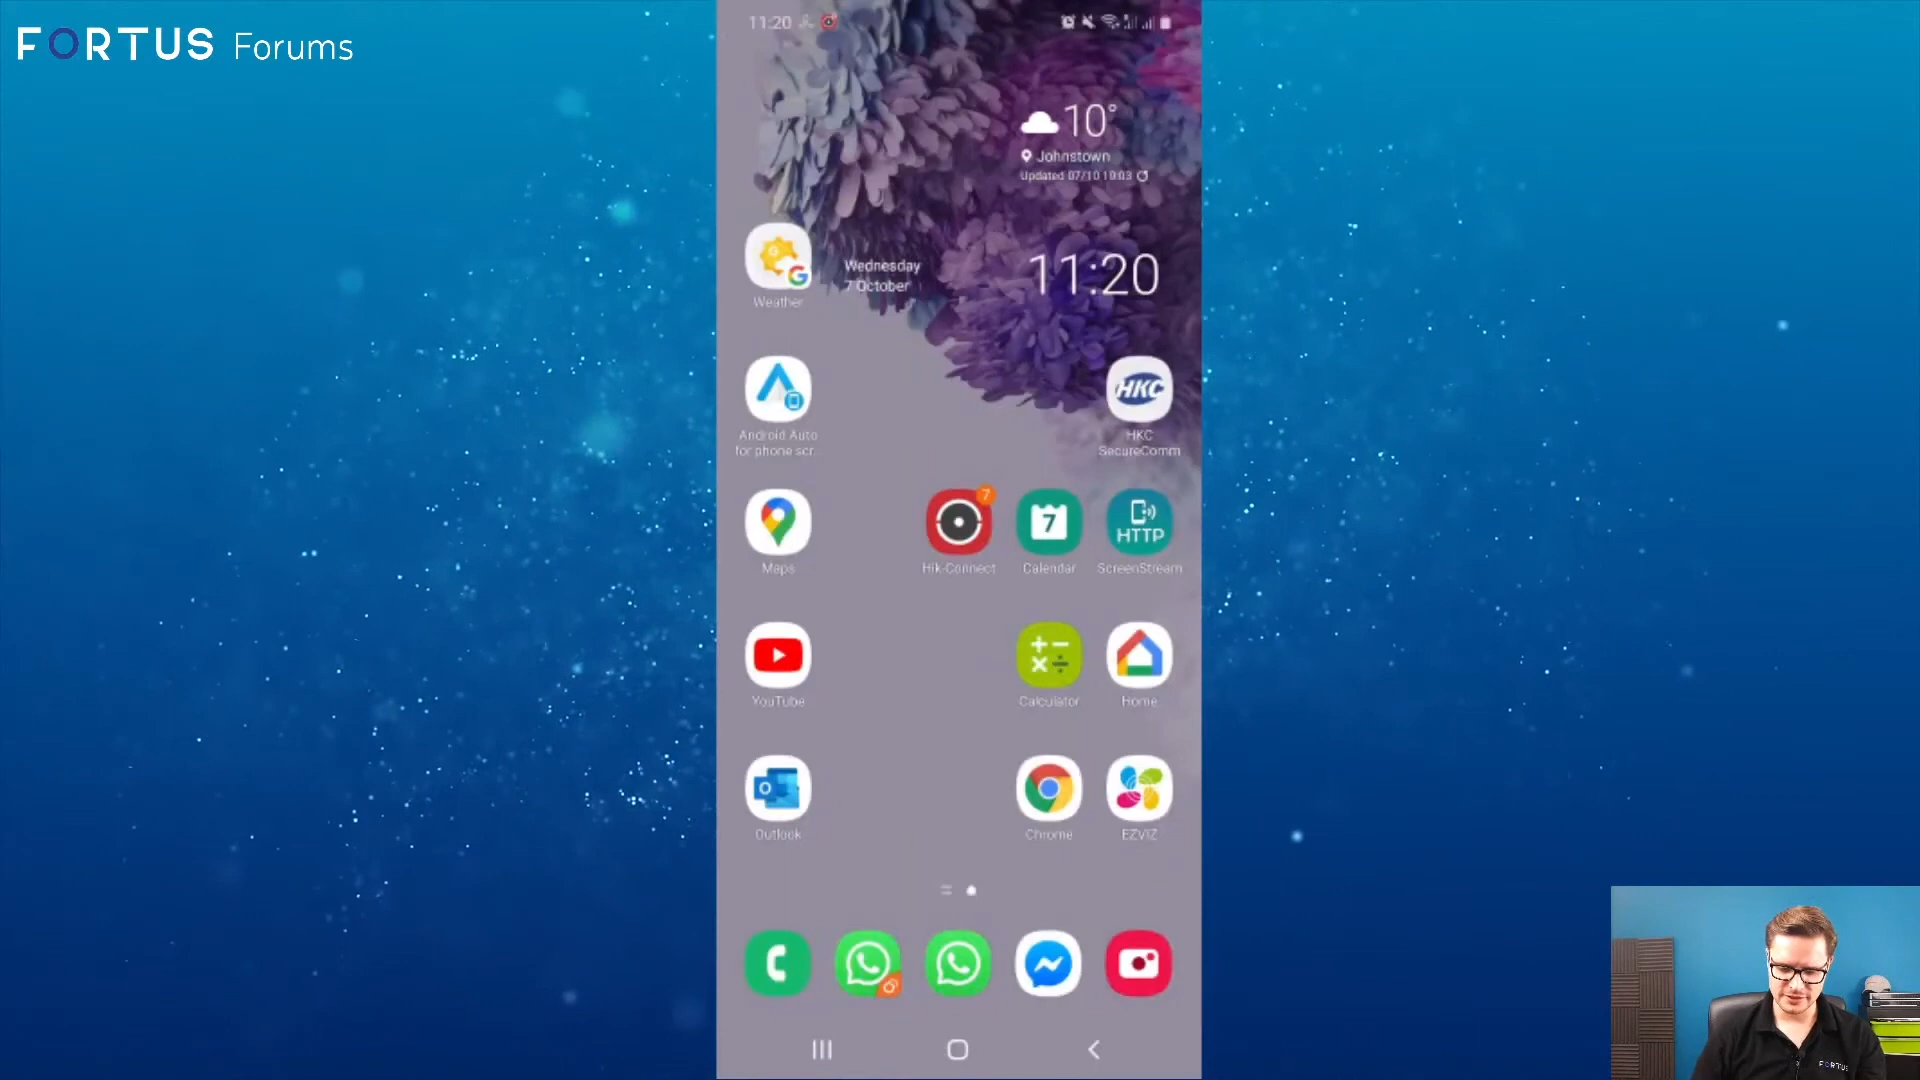 FORTUS Forums
11:20
10°
Johnstown
Updated 07/10 10:03
Weather
Wednesday
7 October
11:20
Android Auto
for phone scr...
HKC
HKC
SecureComm
7
7
HTTP
Maps
Hik-Connect
Calendar
ScreenStream
YouTube
Calculator
Home
Outlook
Chrome
EZVIZ
FORTUS